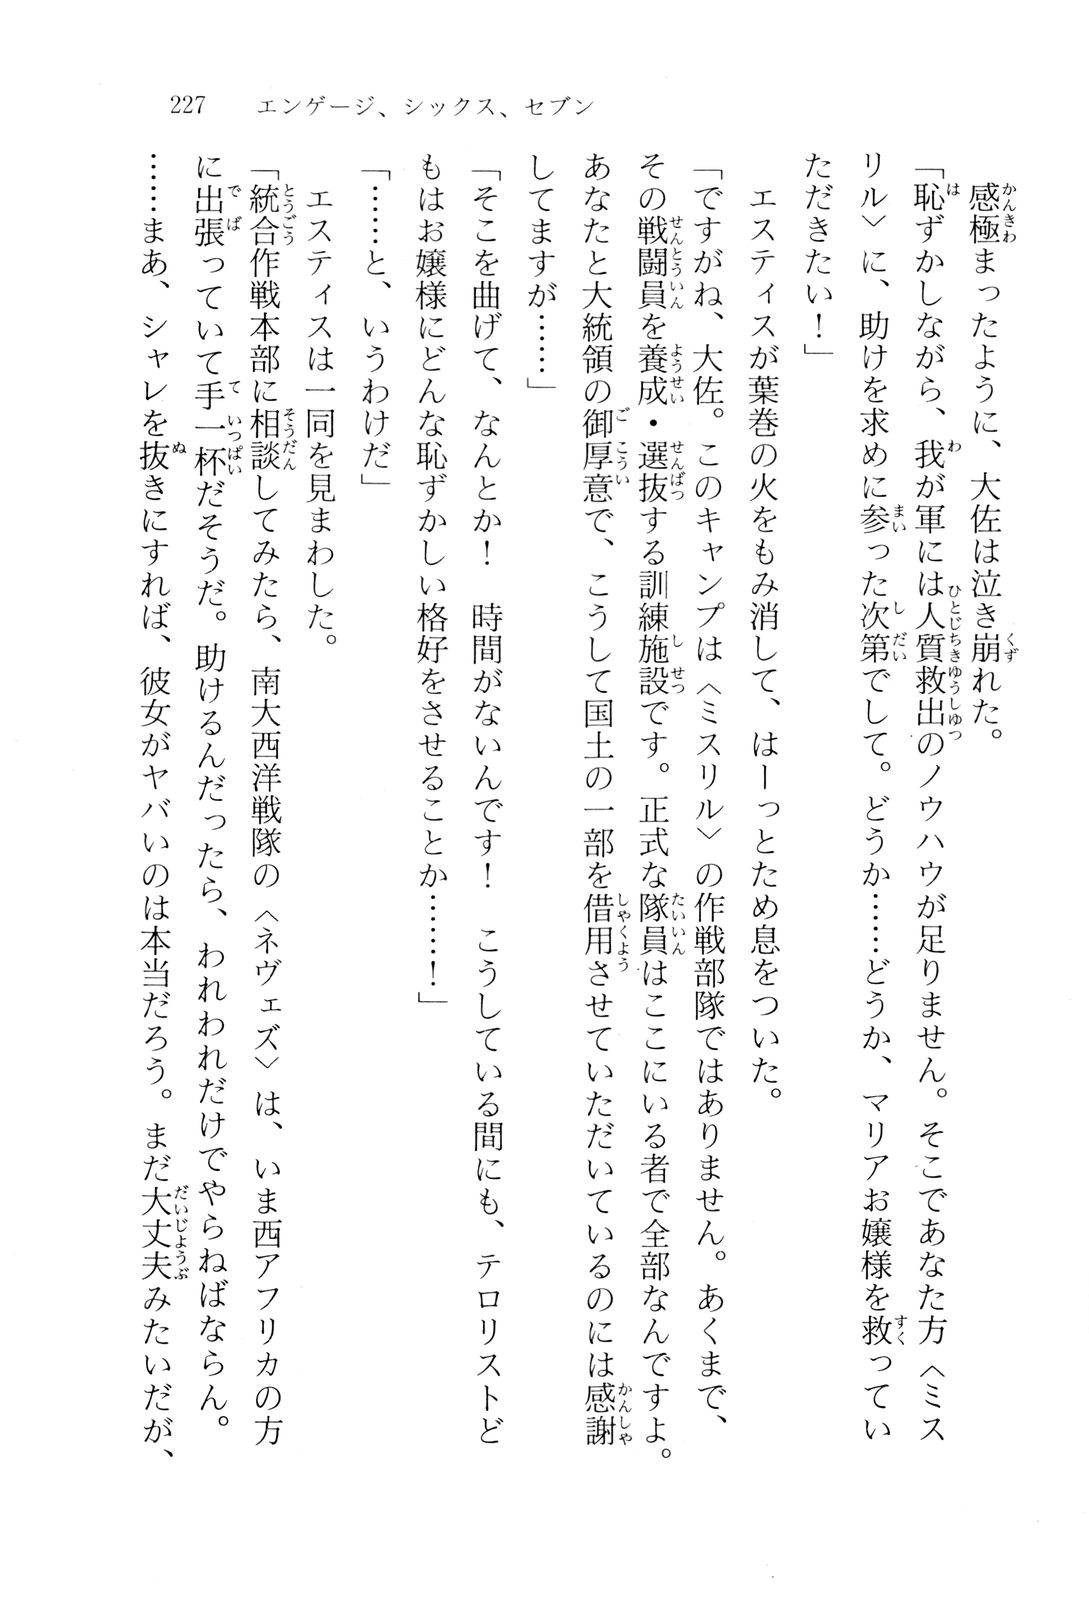 227　エンゲージ、シックス、セブン
　感極まったように、大佐は泣き崩れた。
「恥ずかしながら、我が軍には人質救出のノウハウが足りません。そこであなた方〈ミス
リル〉に、助けを求めに参った次第でして。どうか……どうか、マリアお嬢様を救ってい
ただきたい！」
　エスティスが葉巻の火をもみ消して、はーっとため息をついた。
「ですがね、大佐。このキャンプは〈ミスリル〉の作戦部隊ではありません。あくまで、
その戦闘員を養成・選抜する訓練施設です。正式な隊員はここにいる者で全部なんですよ。
あなたと大統領の御厚意で、こうして国土の一部を借用させていただいているのには感謝
してますが……」
「そこを曲げて、なんとか！　時間がないんです！　こうしている間にも、テロリストど
もはお嬢様にどんな恥ずかしい格好をさせることか………！」
「……と、いうわけだ」
　エスティスは一同を見まわした。
「統合作戦本部に相談してみたら、南大西洋戦隊の〈ネヴェズ〉は、いま西アフリカの方
に出張っていて手一杯だそうだ。助けるんだったら、われわれだけでやらねばならん。
……まあ、シャレを抜きにすれば、彼女がヤバいのは本当だろう。まだ大丈夫みたいだが、